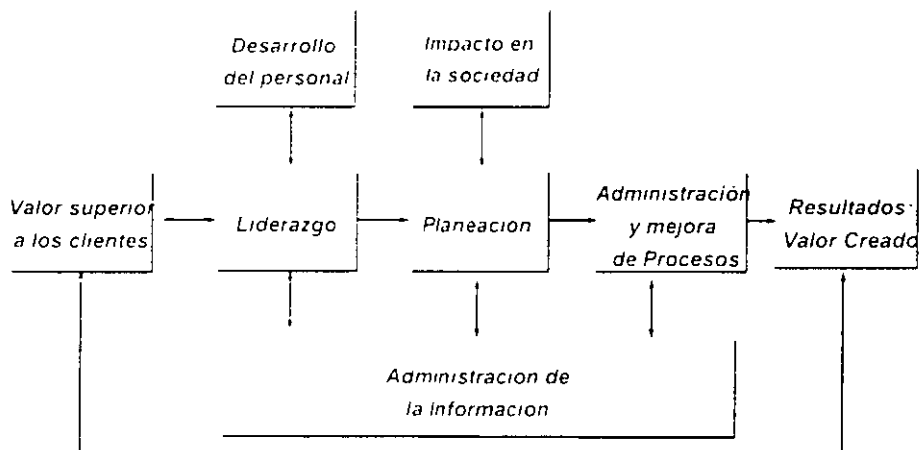 Desarrollo
del personal
Impacto en
la sociedad
Valor superior
a los clientes
Liderazgo
Planeación
Administración
y mejora
de Procesos
Resultados:
Valor Creado
Administracion de
la Informacion